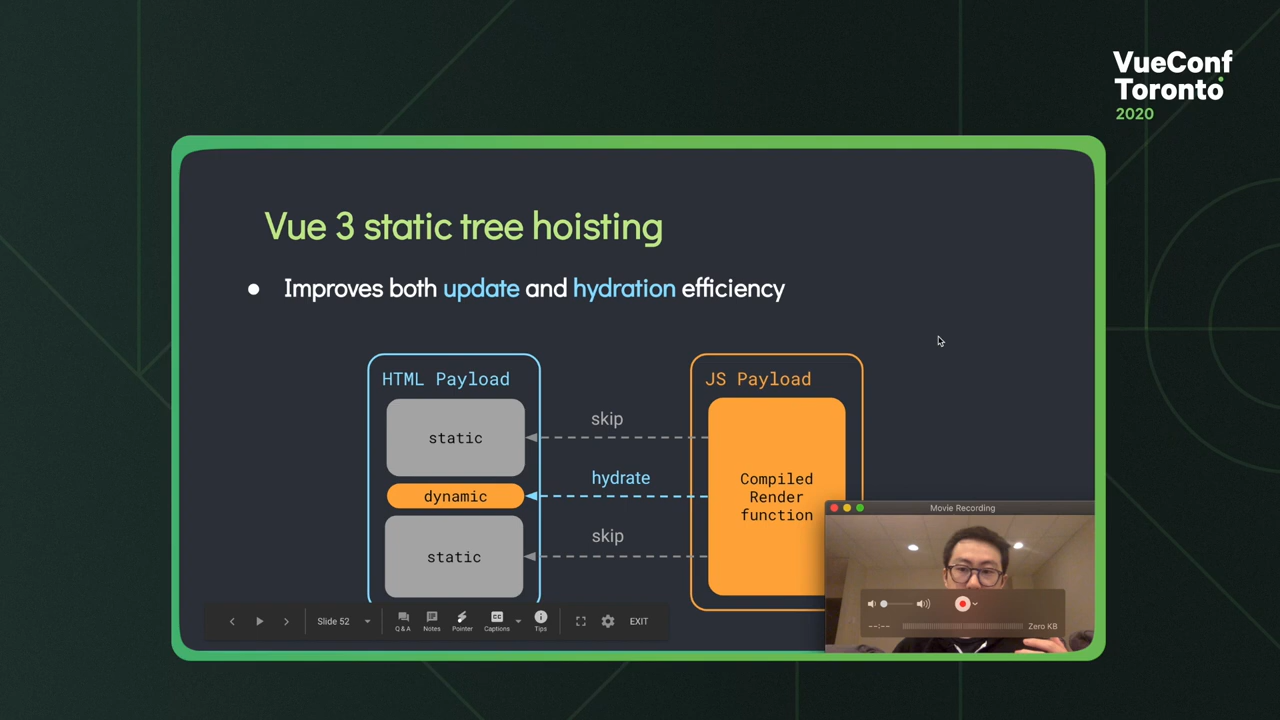 VueConf
Toronto
2020
Vue 3 static tree hoisting
● Improves both update and hydration efficiency
HTML Payload
static
dynamic
static
skip
hydrate
skip
JS Payload
Compiled
Render
function
Movie Recording
--:--
Zero KB
Slide 52
Q & A
Notes
Pointer
CC
Captions
Tips
EXIT